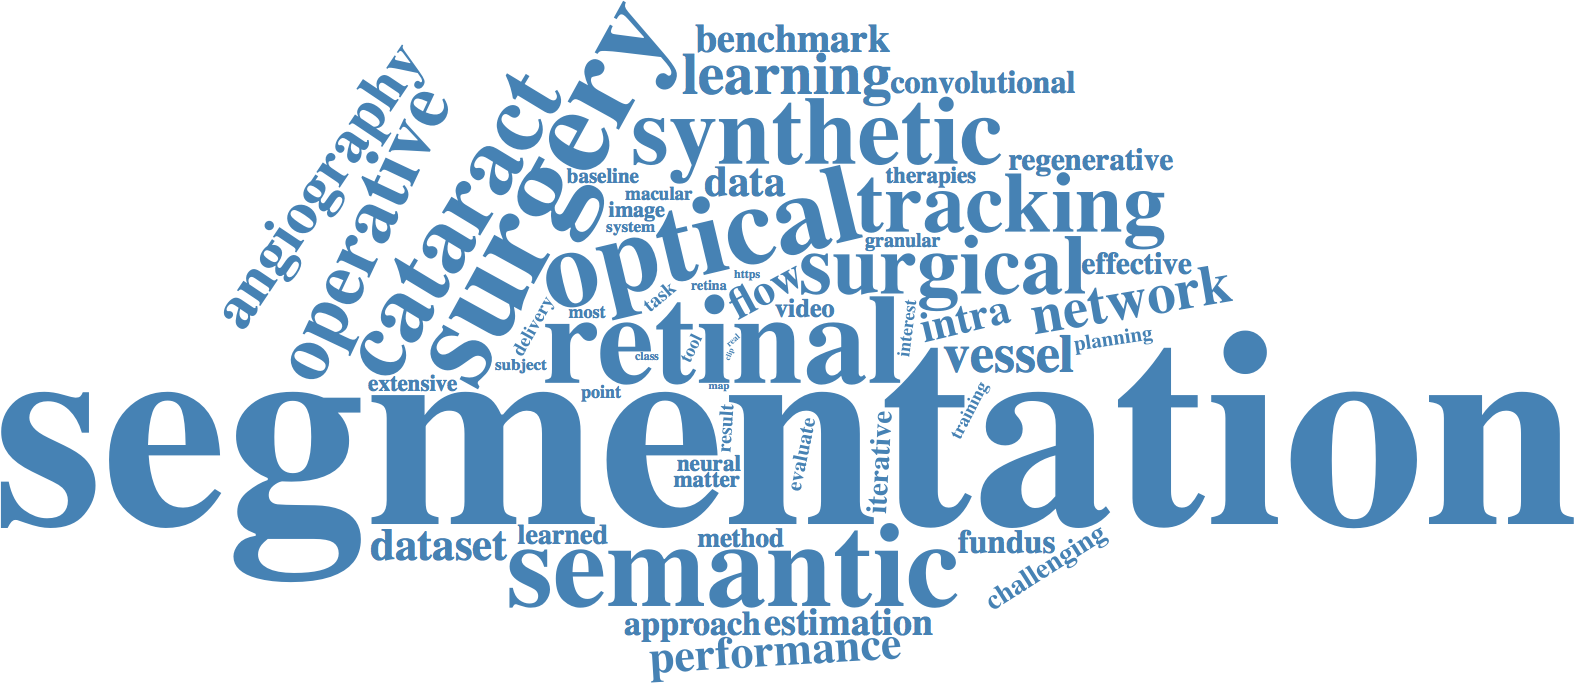 benchmark
learning
convolutional
angiography
operative
cataract
surgery
synthetic
regenerative
baseline
macular
data
therapies
image
system
optical
tracking
granular
https
retina
task
flow
surgical
effective
delivery
most
video
interest
intra
network
retinal
subject
class
tool
real
clip
map
vessel
planning
extensive
point
segmentation
result
training
neural
matter
evaluate
iterative
dataset
learned
method
semantic
fundus
challenging
approach
estimation
performance